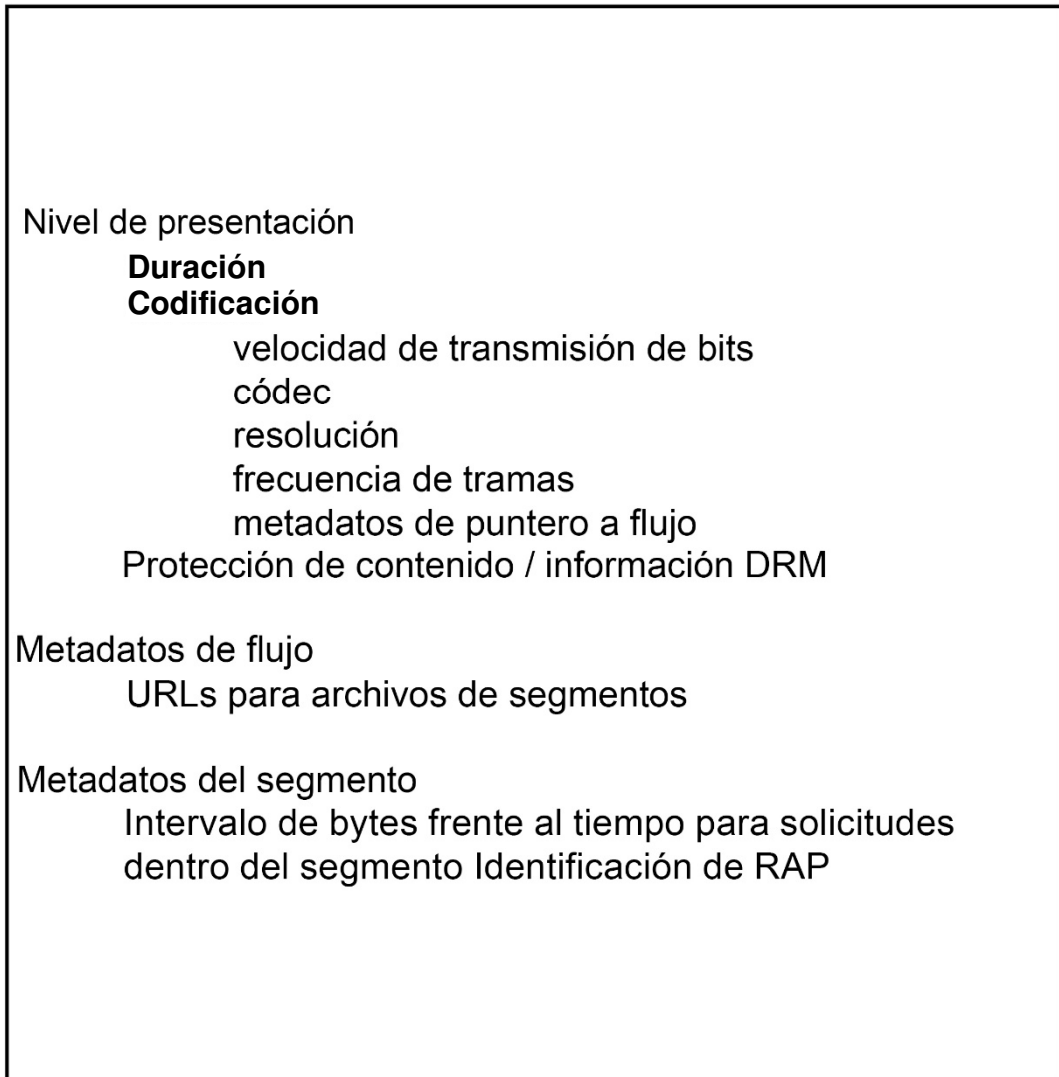 Nivel de presentación
Duración
Codificación
velocidad de transmisión de bits
códec
resolución
frecuencia de tramas
metadatos de puntero a flujo
Protección de contenido / información DRM
Metadatos de flujo
URLs para archivos de segmentos
Metadatos del segmento
Intervalo de bytes frente al tiempo para solicitudes
dentro del segmento Identificación de RAP